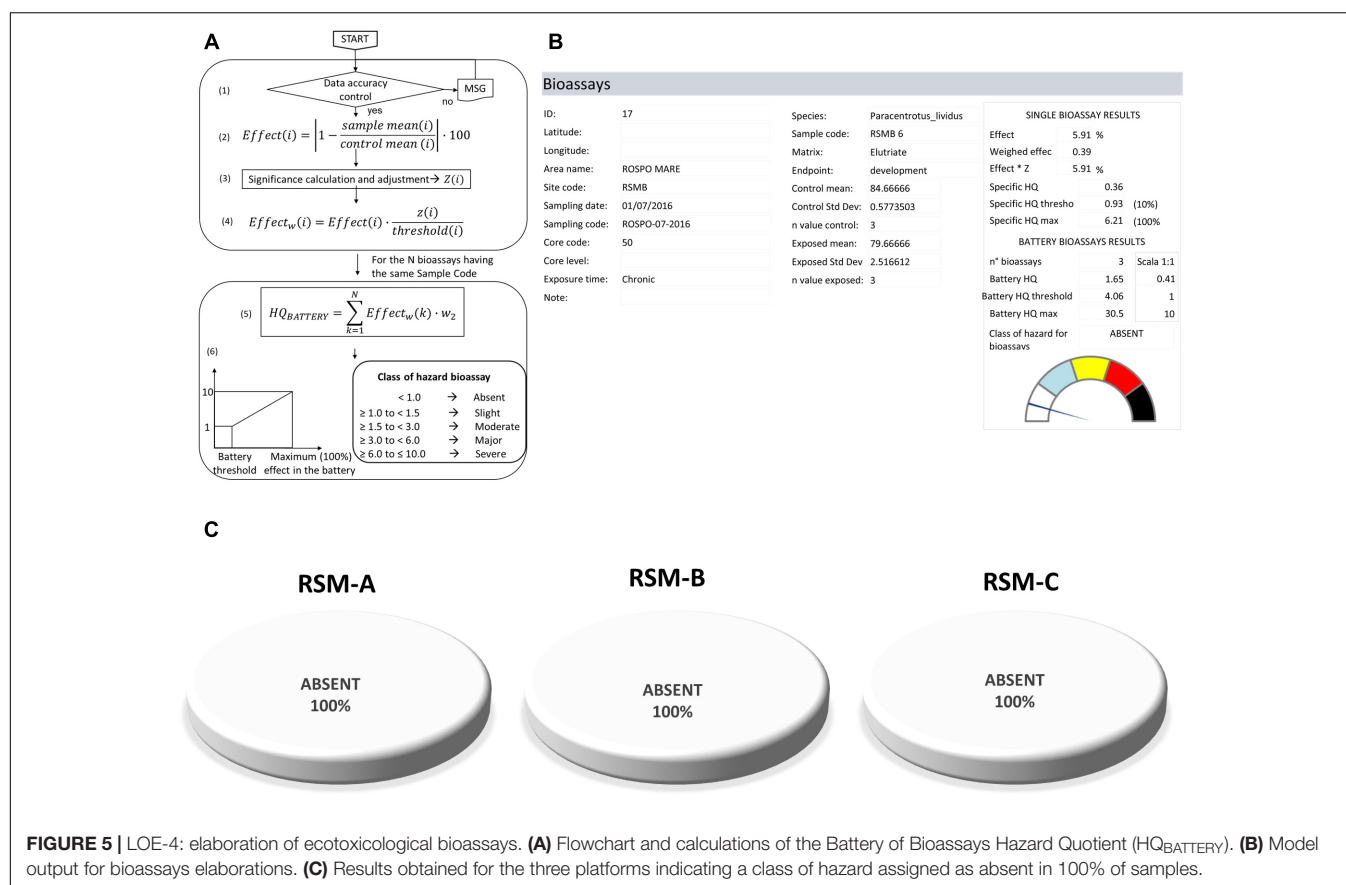 A
START
(1)
Data accuracy
control
no
MSG
yes
(2) Effect(i) = |1 − sample mean(i) / control mean (i)| · 100
(3) Significance calculation and adjustment→ Z(i)
(4) Effect_w(i) = Effect(i) · z(i) / threshold(i)
For the N bioassays having
the same Sample Code
(5) HQ_BATTERY = ∑_{k=1}^{N} Effect_w(k) · w_2
(6)
10
1
Battery
threshold
Maximum (100%)
effect in the battery
Class of hazard bioassay
< 1.0 → Absent
≥ 1.0 to < 1.5 → Slight
≥ 1.5 to < 3.0 → Moderate
≥ 3.0 to < 6.0 → Major
≥ 6.0 to ≤ 10.0 → Severe
B
Bioassays
ID: 17
Latitude:
Longitude:
Area name: ROSPO MARE
Site code: RSMB
Sampling date: 01/07/2016
Sampling code: ROSPO-07-2016
Core code: 50
Core level:
Exposure time: Chronic
Note:
Species: Paracentrotus_lividus
Sample code: RSMB 6
Matrix: Elutriate
Endpoint: development
Control mean: 84.66666
Control Std Dev: 0.5773503
n value control: 3
Exposed mean: 79.66666
Exposed Std Dev 2.516612
n value exposed: 3
SINGLE BIOASSAY RESULTS
Effect 5.91 %
Weighed effec 0.39
Effect * Z 5.91 %
Specific HQ 0.36
Specific HQ thresho 0.93 (10%)
Specific HQ max 6.21 (100%
BATTERY BIOASSAYS RESULTS
n° bioassays 3 Scala 1:1
Battery HQ 1.65 0.41
Battery HQ threshold 4.06 1
Battery HQ max 30.5 10
Class of hazard for
bioassavs
ABSENT
C
RSM-A
ABSENT
100%
RSM-B
ABSENT
100%
RSM-C
ABSENT
100%
FIGURE 5 | LOE-4: elaboration of ecotoxicological bioassays. (A) Flowchart and calculations of the Battery of Bioassays Hazard Quotient (HQ_BATTERY). (B) Model
output for bioassays elaborations. (C) Results obtained for the three platforms indicating a class of hazard assigned as absent in 100% of samples.